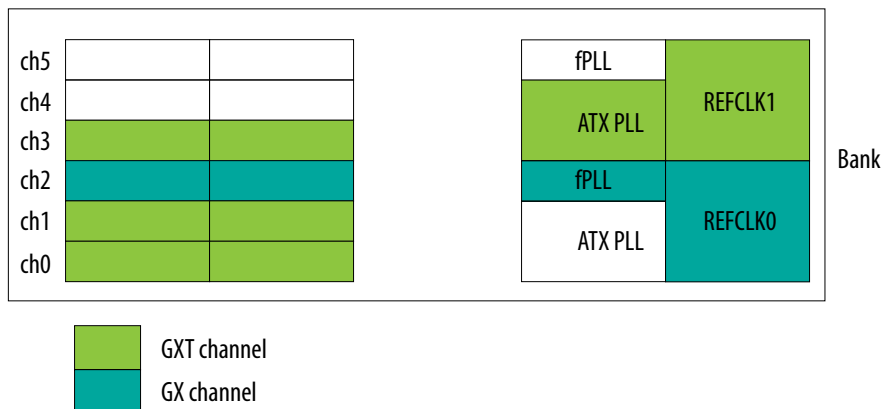 ch5
ch4
ch3
ch2
ch1
ch0
fPLL
ATX PLL
fPLL
ATX PLL
REFCLK1
REFCLK0
Bank
GXT channel
GX channel